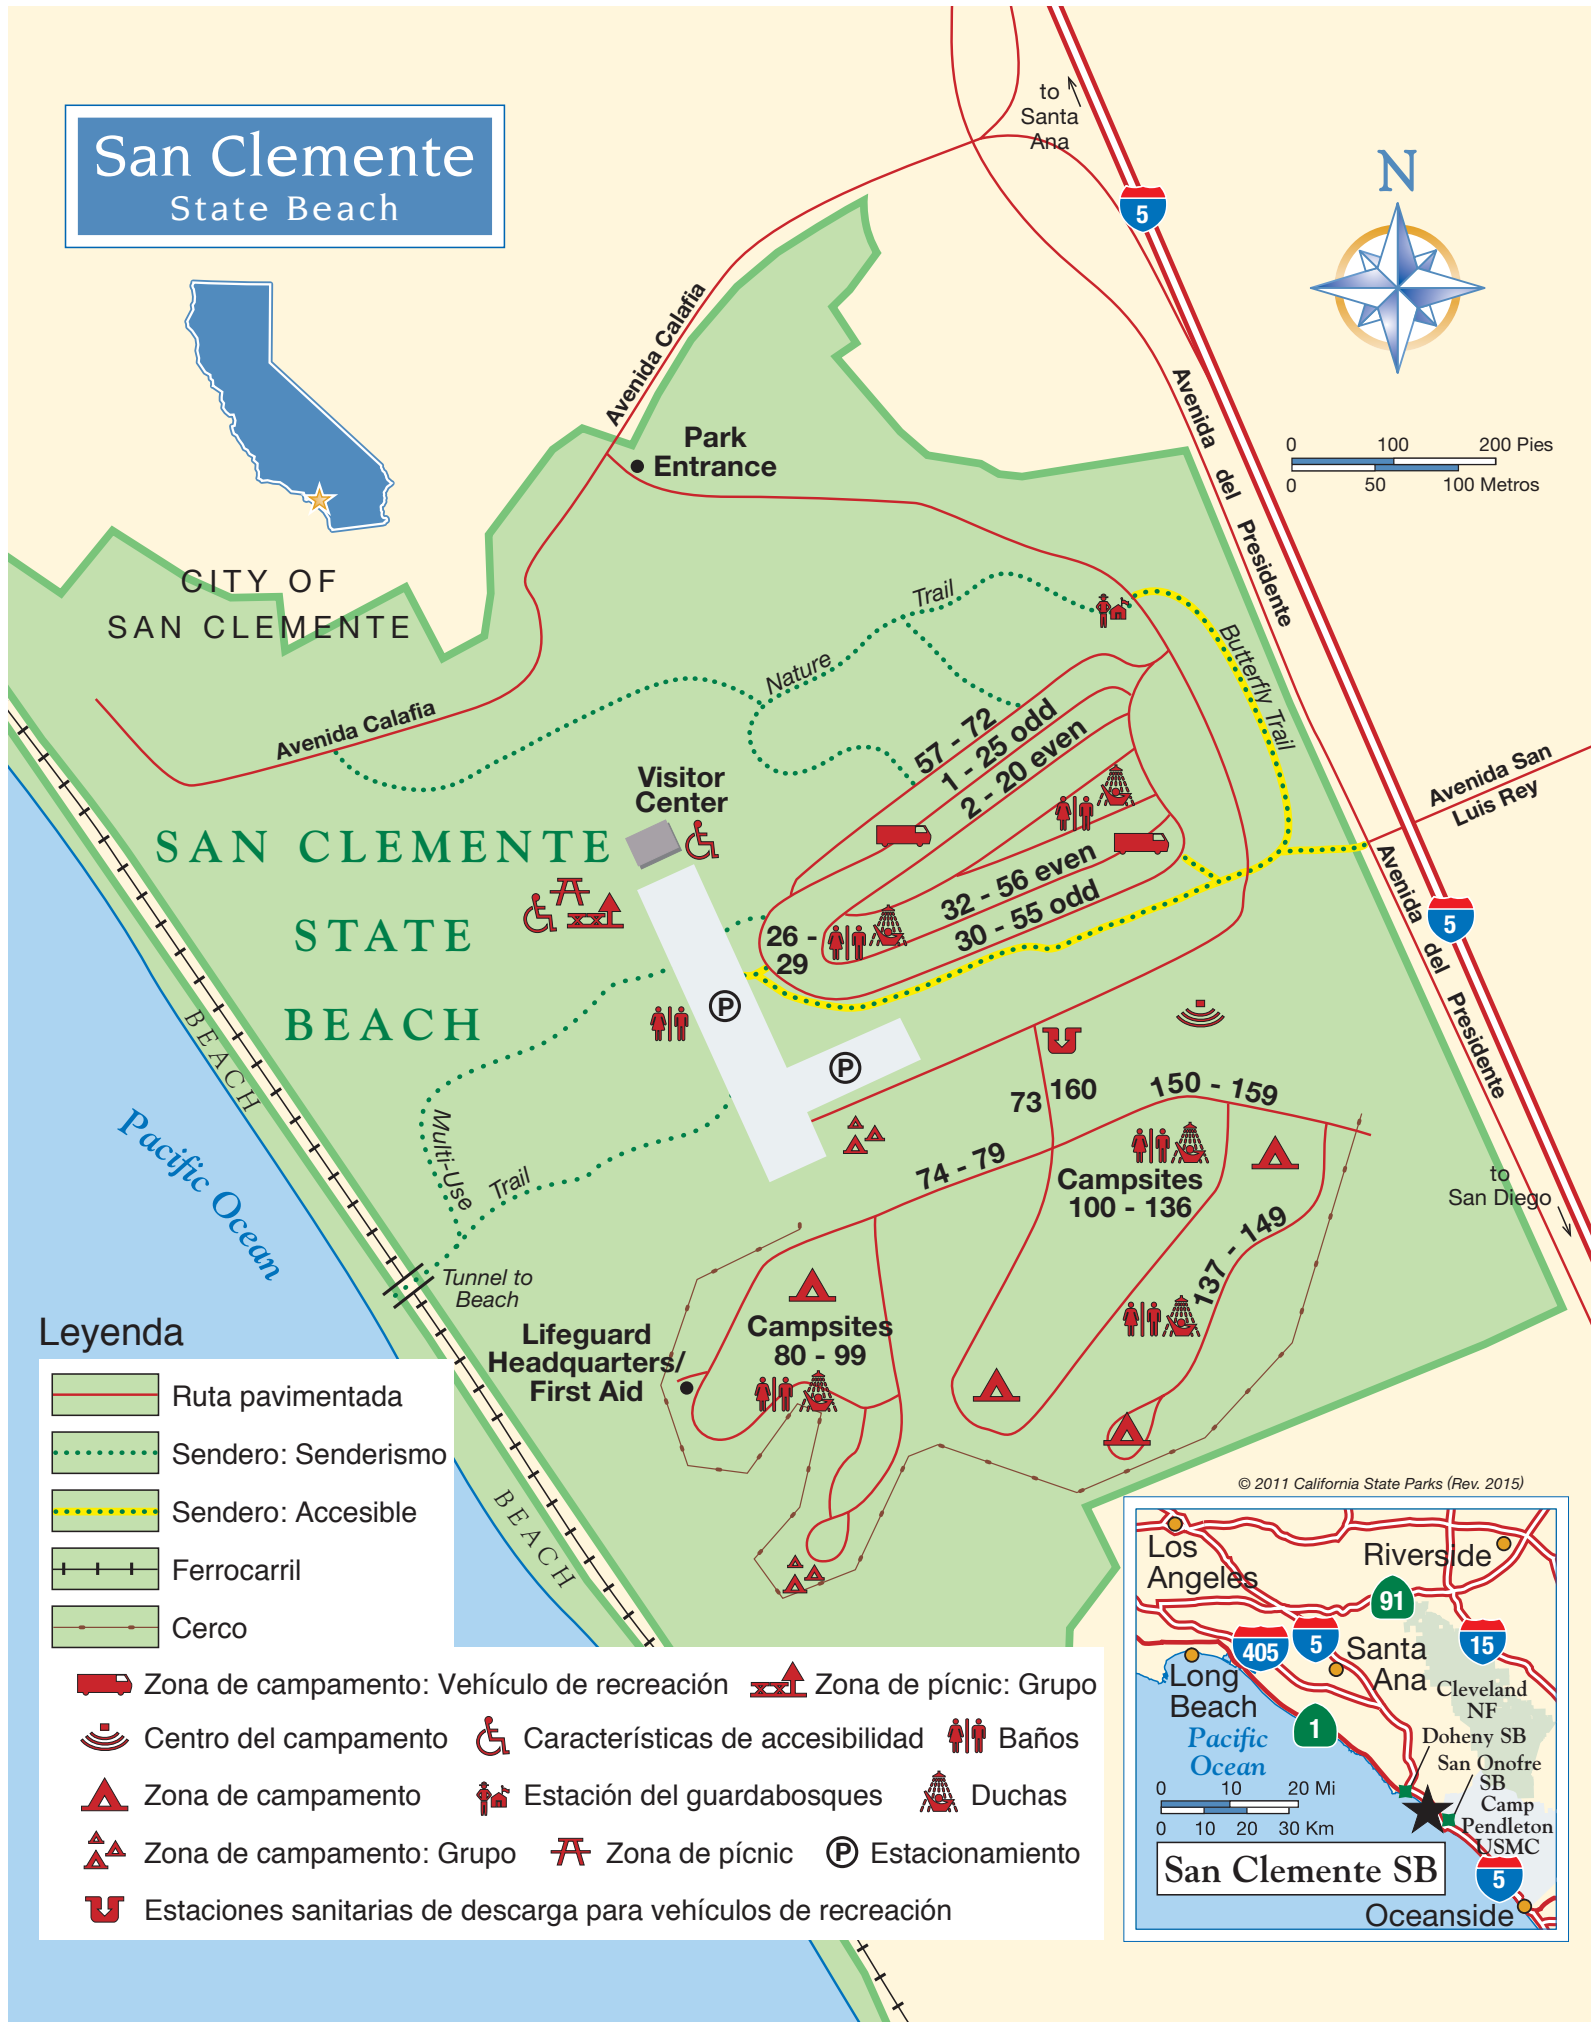 San Clemente
State Beach
to
Santa
Ana
5
N
Avenida Calafia
Park
Entrance
Avenida del Presidente
0 100 200 Pies
0 50 100 Metros
CITY OF
SAN CLEMENTE
Nature Trail
Butterfly Trail
Avenida Calafia
57 - 72
1 - 25 odd
2 - 20 even
Visitor
Center
Avenida San
Luis Rey
SAN CLEMENTE
STATE
BEACH
32 - 56 even
30 - 55 odd
26 -
29
Avenida del Presidente
5
P
P
BEACH
Pacific Ocean
Multi-Use Trail
73
160
150 - 159
74 - 79
Campsites
100 - 136
137 - 149
to
San Diego
Tunnel to
Beach
Lifeguard
Headquarters/
First Aid
Campsites
80 - 99
BEACH
Leyenda
Ruta pavimentada
Sendero: Senderismo
Sendero: Accesible
Ferrocarril
Cerco
Zona de campamento: Vehículo de recreación
Zona de pícnic: Grupo
Centro del campamento
Características de accesibilidad
Baños
Zona de campamento
Estación del guardabosques
Duchas
Zona de campamento: Grupo
Zona de pícnic
P Estacionamiento
Estaciones sanitarias de descarga para vehículos de recreación
© 2011 California State Parks (Rev. 2015)
Los
Angeles
Riverside
91
405
5
15
Santa
Ana
Long
Beach
Cleveland
NF
1
Pacific
Ocean
Doheny SB
San Onofre
SB
0 10 20 Mi
0 10 20 30 Km
Camp
Pendleton
USMC
San Clemente SB
5
Oceanside